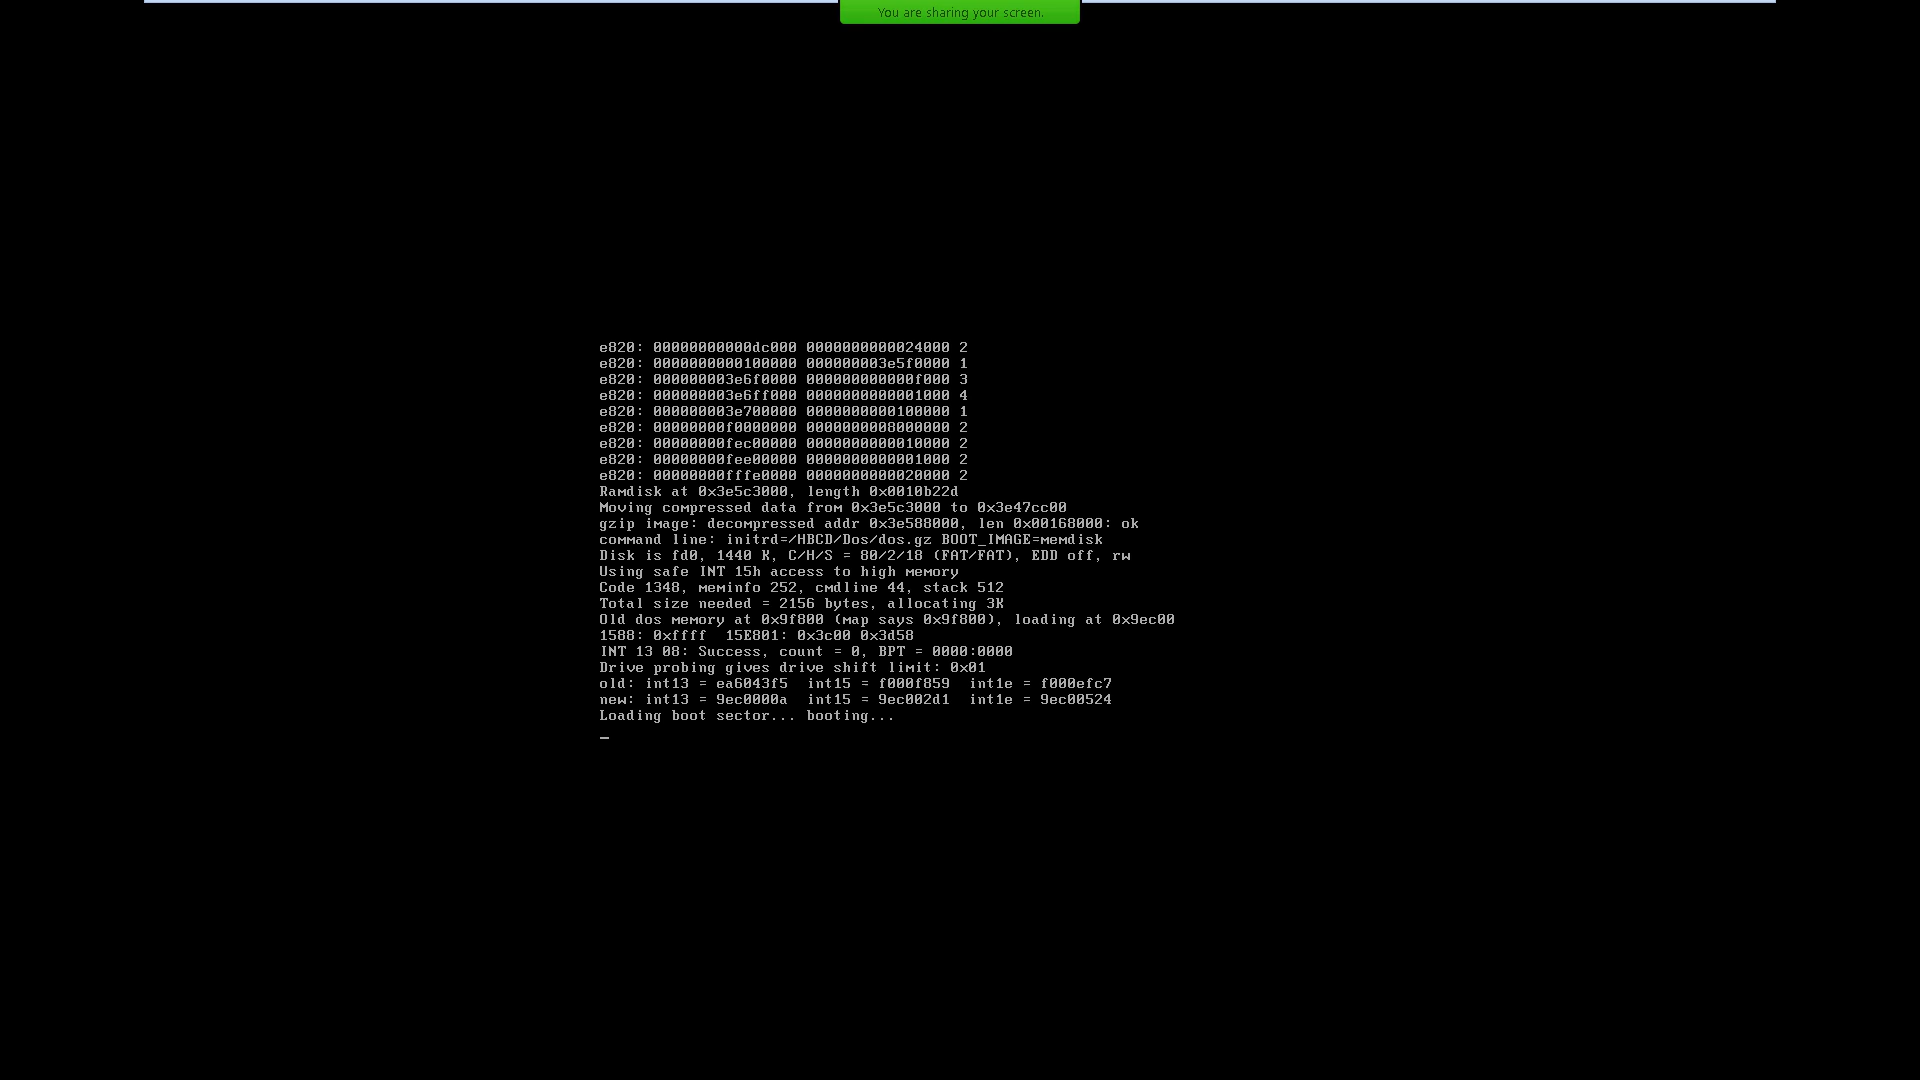 You are sharing your screen.
e820: 00000000000dc000 0000000000024000 2
e820: 0000000000100000 000000003e5f0000 1
e820: 000000003e6f0000 000000000000f000 3
e820: 000000003e6ff000 0000000000001000 4
e820: 000000003e700000 0000000000100000 1
e820: 00000000f0000000 0000000008000000 2
e820: 00000000fec00000 0000000000010000 2
e820: 00000000fee00000 0000000000001000 2
e820: 00000000fffe0000 0000000000020000 2
Ramdisk at 0x3e5c3000, length 0x0010b22d
Moving compressed data from 0x3e5c3000 to 0x3e47cc00
gzip image: decompressed addr 0x3e588000, len 0x00168000: ok
command line: initrd=/HBCD/Dos/dos.gz BOOT_IMAGE=memdisk
Disk is fd0, 1440 K, C/H/S = 80/2/18 (FAT/FAT), EDD off, rw
Using safe INT 15h access to high memory
Code 1348, meminfo 252, cmdline 44, stack 512
Total size needed = 2156 bytes, allocating 3K
Old dos memory at 0x9f800 (map says 0x9f800), loading at 0x9ec00
1588: 0xffff  15E801: 0x3c00 0x3d58
INT 13 08: Success, count = 0, BPT = 0000:0000
Drive probing gives drive shift limit: 0x01
old: int13 = ea6043f5  int15 = f000f859  int1e = f000efc7
new: int13 = 9ec0000a  int15 = 9ec002d1  int1e = 9ec00524
Loading boot sector... booting...
_